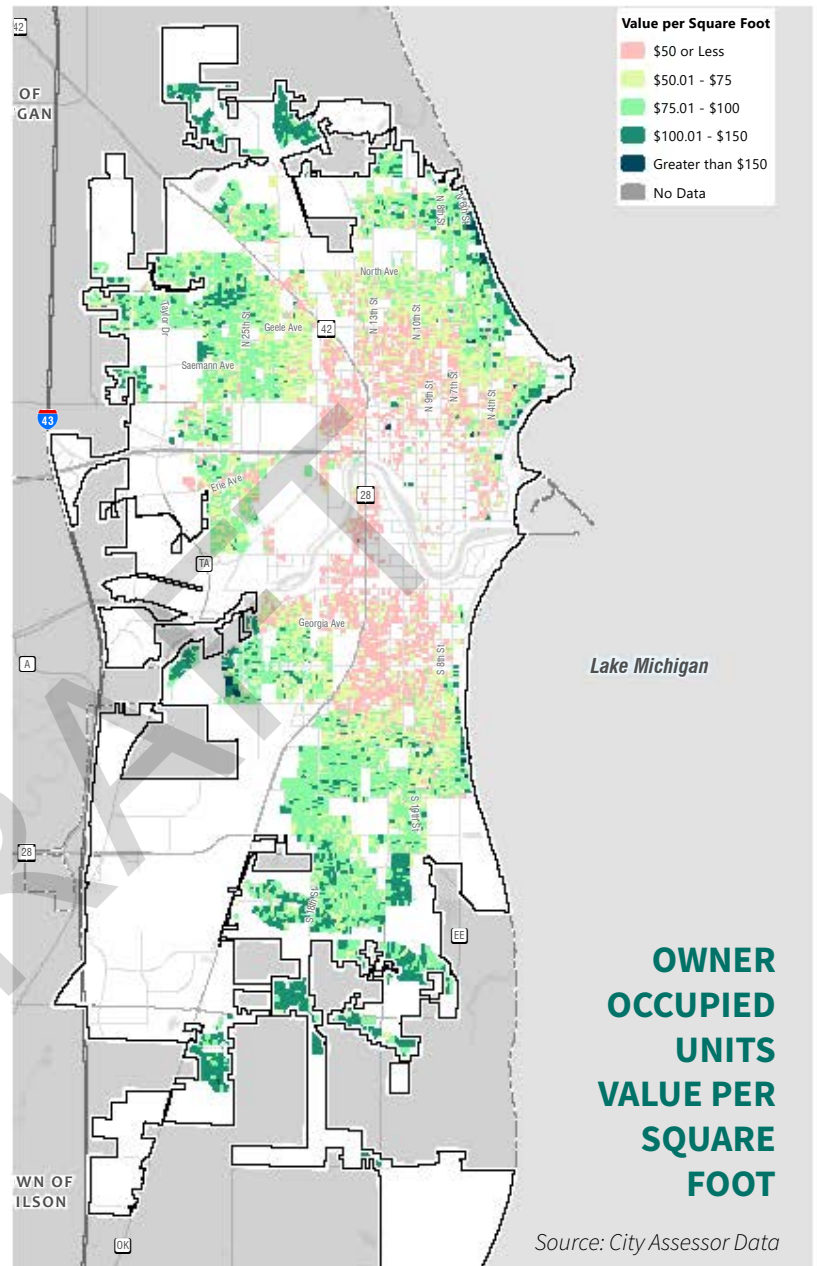 Value per Square Foot
$50 or Less
$50.01 - $75
$75.01 - $100
$100.01 - $150
Greater than $150
No Data
42
OF
GAN
North Ave
N 8th St
N 13th St
N 10th St
Taylor Dr
N 25th St
Geele Ave
42
Saemann Ave
N 9th St
N 7th St
N 4th St
43
Erie Ave
28
TA
Georgia Ave
S 8th St
A
Lake Michigan
S 10th St
28
S 18th St
EE
OWNER
OCCUPIED
UNITS
VALUE PER
SQUARE
FOOT
WN OF
ILSON
OK
Source: City Assessor Data
DRAFT